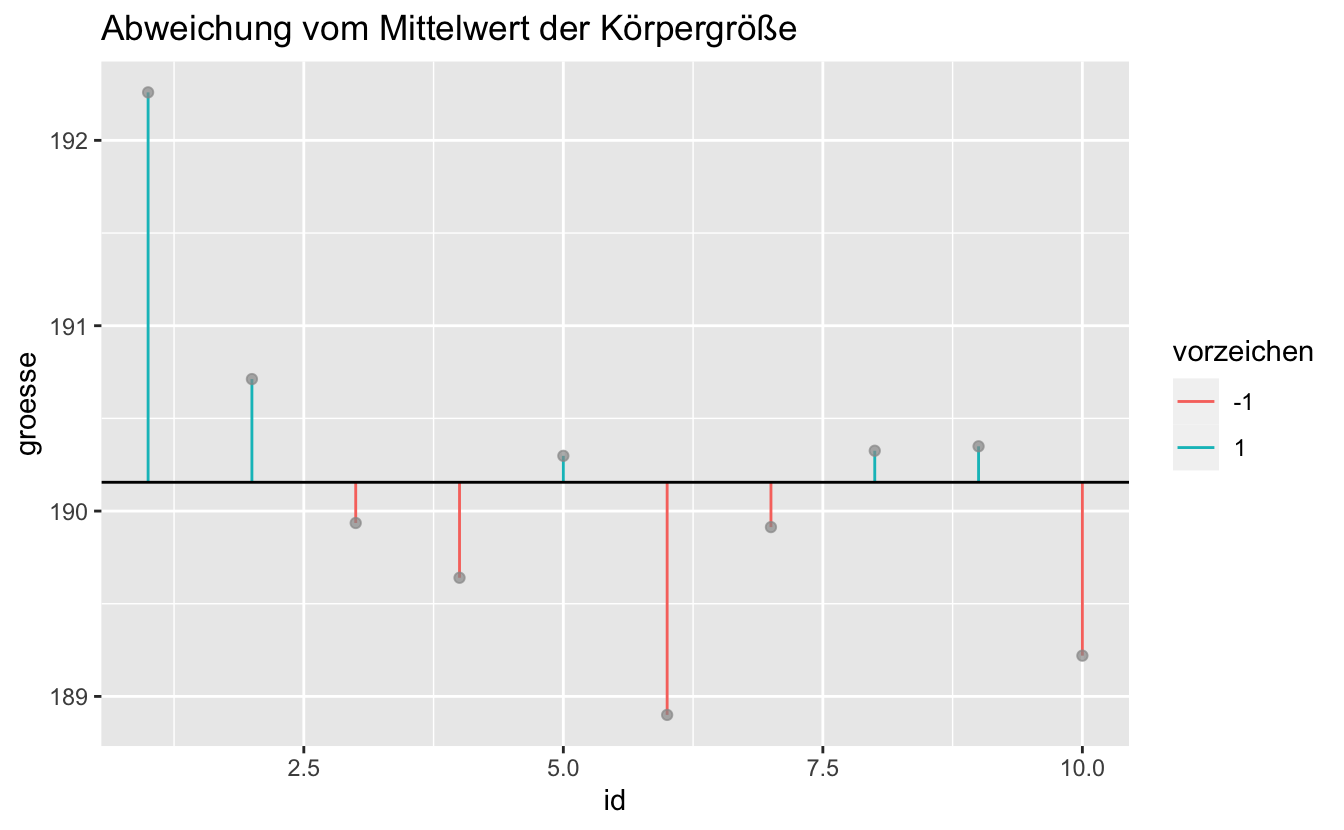 Abweichung vom Mittelwert der Körpergröße
192
191
190
189
groesse
2.5
5.0
7.5
10.0
id
vorzeichen
-1
1